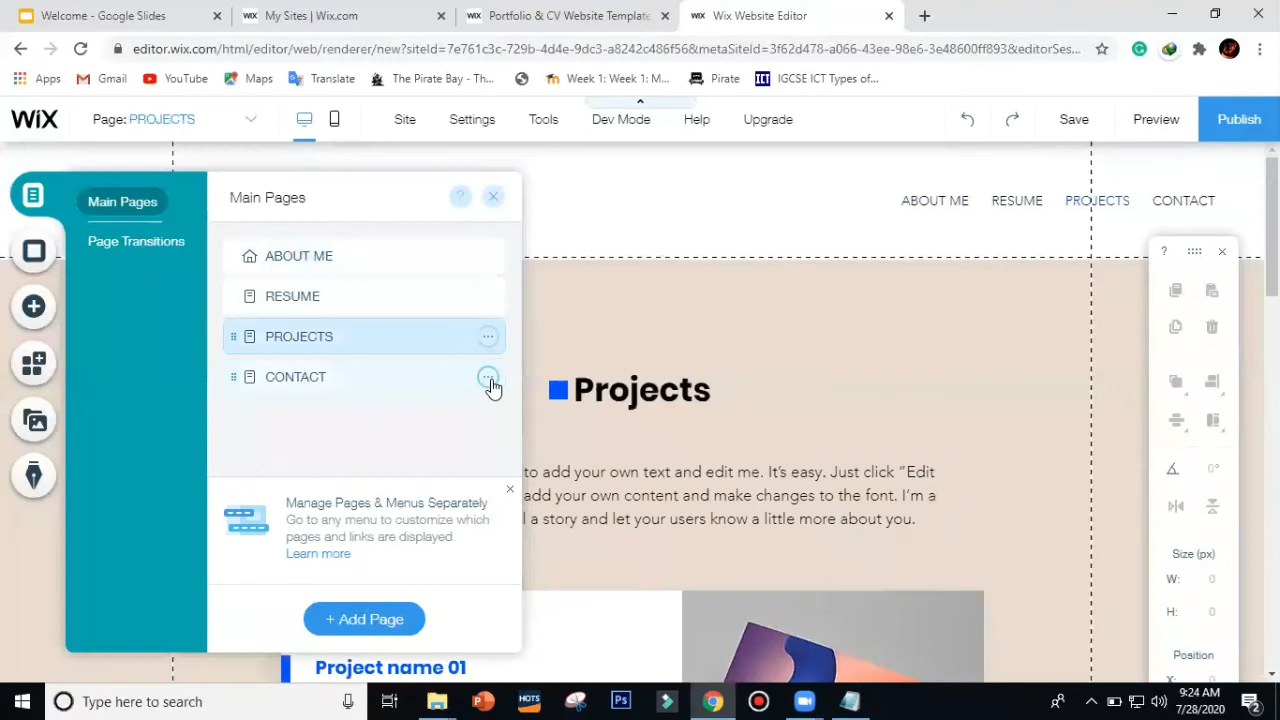 Welcome - Google Slides
My Sites | Wix.com
Portfolio & CV Website Template
Wix Website Editor
editor.wix.com/html/editor/web/renderer/new?siteId=7e761c3c-729b-4d4e-9dc3-a8242c486f56&metaSiteId=3f62d478-a066-43ee-98e6-3e48600ff893&editorSes...
Apps
Gmail
YouTube
Maps
Translate
The Pirate Bay - Th...
Week 1: Week 1: M...
Pirate
IGCSE ICT Types of...
WiX
Page: PROJECTS
Site
Settings
Tools
Dev Mode
Help
Upgrade
Save
Preview
Publish
Main Pages
Page Transitions
Main Pages
?
ABOUT ME
RESUME
PROJECTS
CONTACT
Manage Pages & Menus Separately
Go to any menu to customize which
pages and links are displayed.
Learn more
+ Add Page
ABOUT ME RESUME PROJECTS CONTACT
Projects
to add your own text and edit me. It's easy. Just click "Edit
add your own content and make changes to the font. I'm a
l a story and let your users know a little more about you.
Project name 01
?
0°
Size (px)
W: 0
H: 0
Position
X: 0
Type here to search
HOTS
Ps
9:24 AM
7/28/2020
2